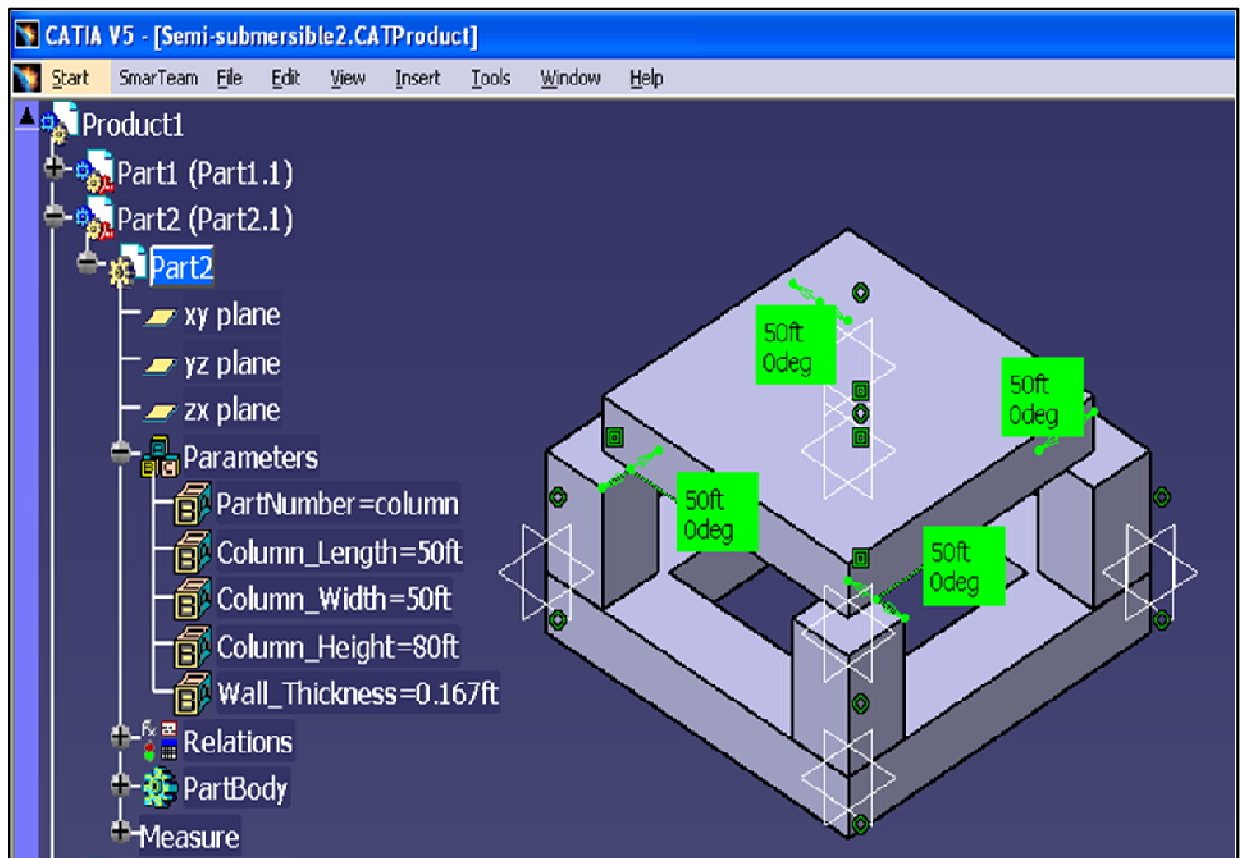 CATIA V5 - [Semi-submersible2.CATProduct]
Start SmarTeam File Edit View Insert Tools Window Help
Product1
Part1 (Part1.1)
Part2 (Part2.1)
Part2
xy plane
yz plane
zx plane
Parameters
PartNumber=column
Column_Length=50ft
Column_Width=50ft
Column_Height=80ft
Wall_Thickness=0.167ft
Relations
PartBody
Measure
50ft
0deg
50ft
0deg
50ft
0deg
50ft
0deg